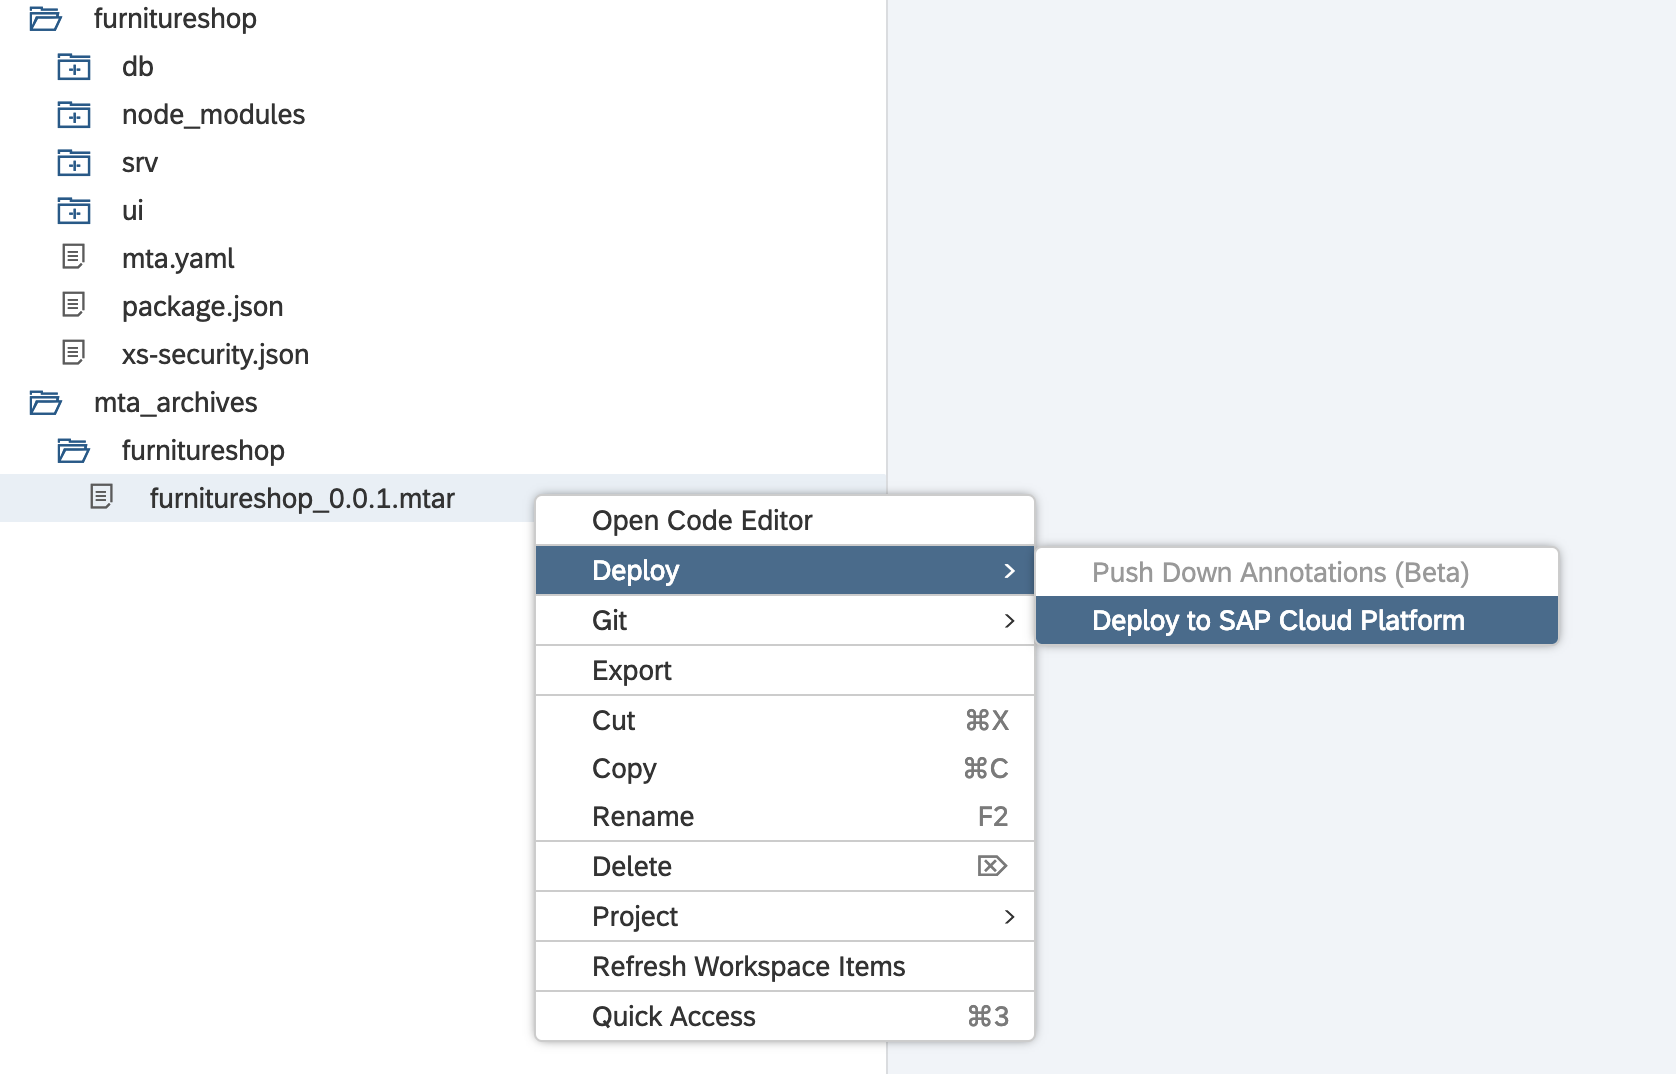 furnitureshop
db
node_modules
srv
ui
mta.yaml
package.json
xs-security.json
mta_archives
furnitureshop
furnitureshop_0.0.1.mtar
Open Code Editor
Deploy
Push Down Annotations (Beta)
Deploy to SAP Cloud Platform
Git
Export
Cut ⌘X
Copy ⌘C
Rename F2
Delete
Project
Refresh Workspace Items
Quick Access ⌘3